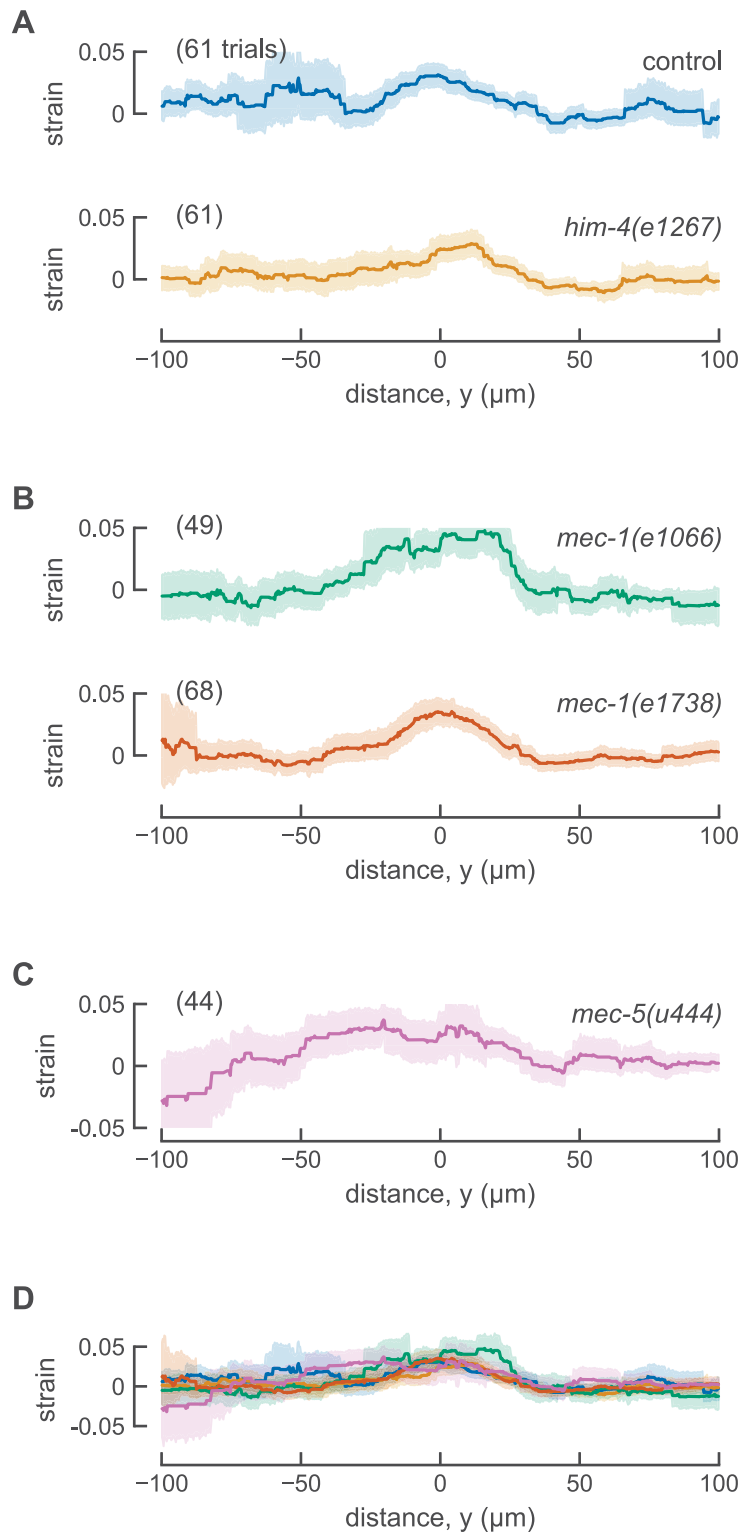 A
0.05 (61 trials) control
0
strain
0.05 (61) him-4(e1267)
0
strain
−100 −50 0 50 100
distance, y (μm)
B
0.05 (49) mec-1(e1066)
0
strain
0.05 (68) mec-1(e1738)
0
strain
−100 −50 0 50 100
distance, y (μm)
C
0.05 (44) mec-5(u444)
0
strain
-0.05
−100 −50 0 50 100
distance, y (μm)
D
0.05
0
strain
-0.05
−100 −50 0 50 100
distance, y (μm)